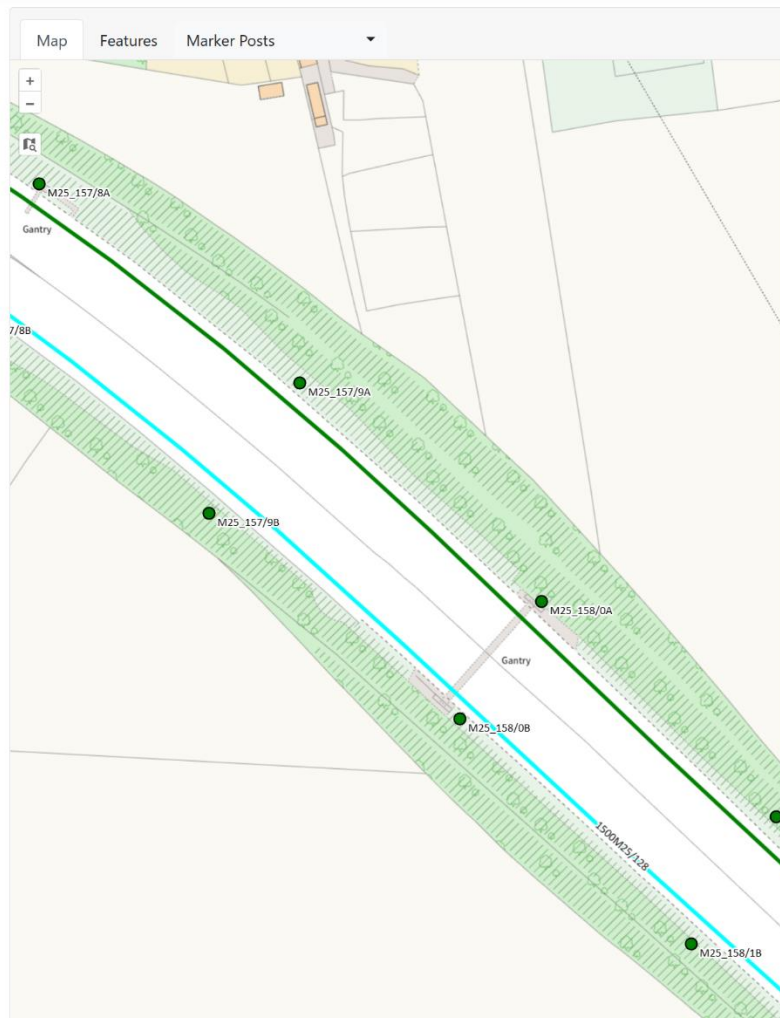 Map Features Marker Posts
+
−
M25_157/8A
Gantry
7/8B
M25_157/9A
M25_157/9B
M25_158/0A
Gantry
M25_158/0B
1500M25/128
M25_158/1B